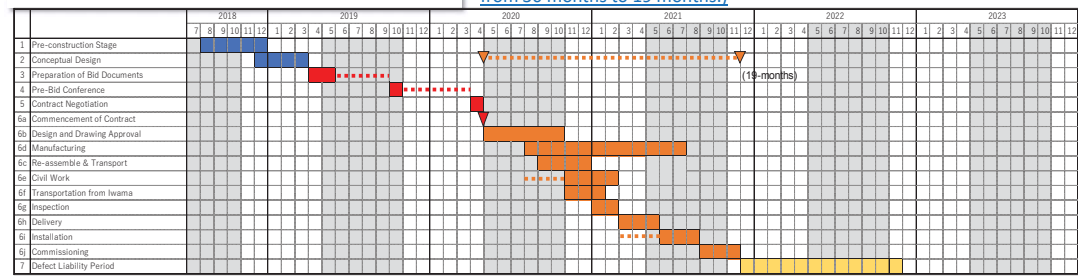 from 36 months to 19 months)
2018 2019 2020 2021 2022 2023
7 8 9 10 11 12 1 2 3 4 5 6 7 8 9 10 11 12 1 2 3 4 5 6 7 8 9 10 11 12 1 2 3 4 5 6 7 8 9 10 11 12 1 2 3 4 5 6 7 8 9 10 11 12 1 2 3 4 5 6 7 8 9 10 11 12
1 Pre-construction Stage
2 Conceptual Design
3 Preparation of Bid Documents (19-months)
4 Pre-Bid Conference
5 Contract Negotiation
6a Commencement of Contract
6b Design and Drawing Approval
6d Manufacturing
6c Re-assemble & Transport
6e Civil Work
6f Transportation from Iwama
6g Inspection
6h Delivery
6i Installation
6j Commissioning
7 Defect Liability Period